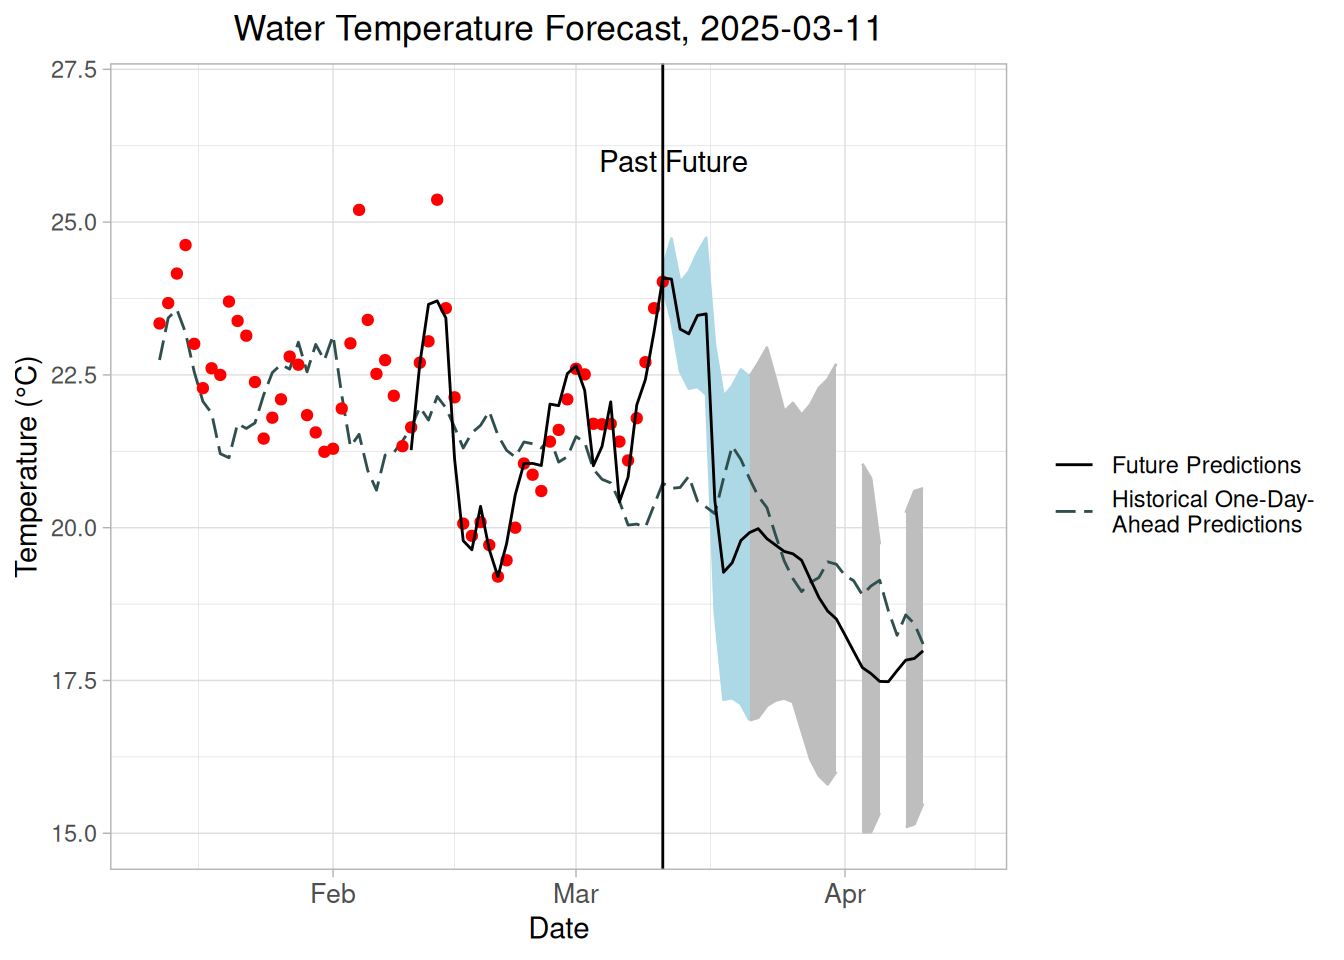 Water Temperature Forecast, 2025-03-11
27.5
25.0
22.5
20.0
17.5
15.0
Temperature (°C)
Past Future
Feb
Mar
Apr
Date
Future Predictions
Historical One-Day-
Ahead Predictions